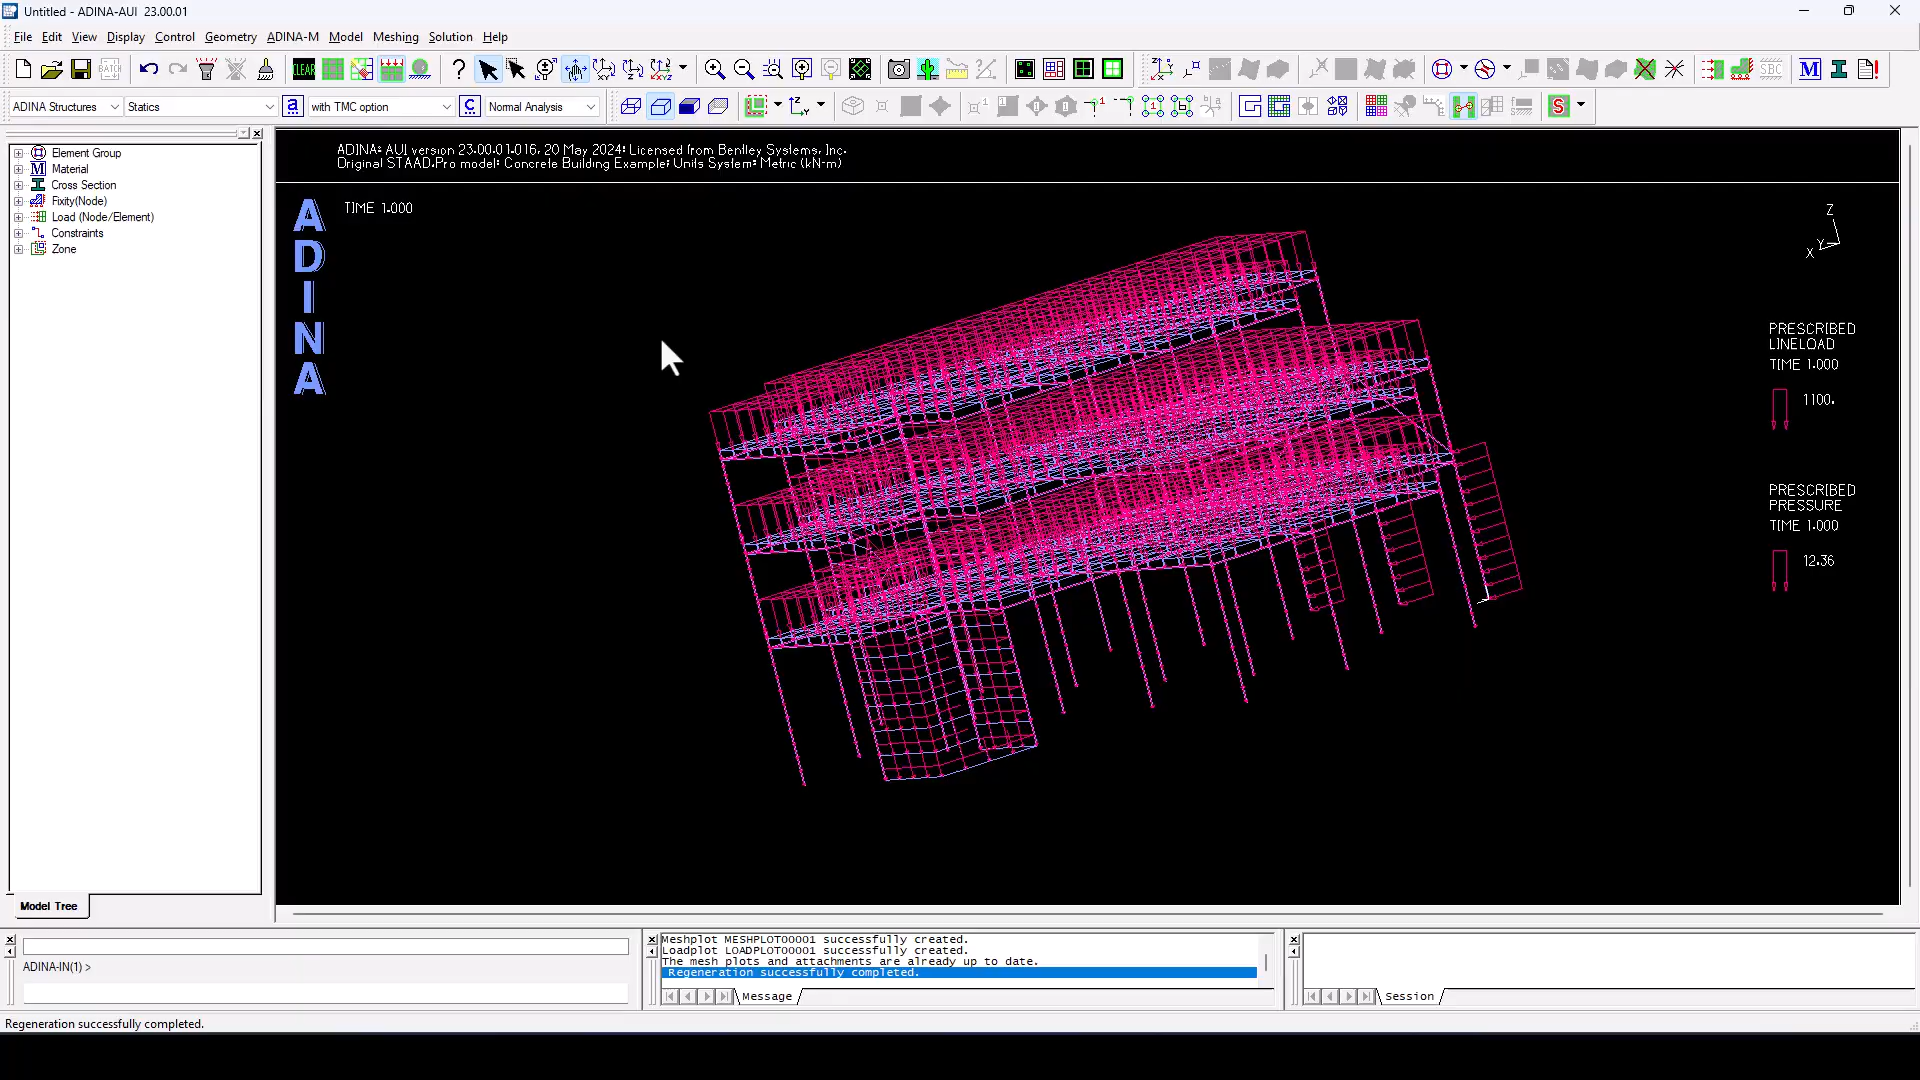 Untitled - ADINA-AUI 23.00.01
File Edit View Display Control Geometry ADINA-M Model Meshing Solution Help
CLEAR
BATCH
SBC
ADINA Structures Statics a with TMC option C Normal Analysis
Element Group
Material
Cross Section
Fixity(Node)
Load (Node/Element)
Constraints
Zone
Model Tree
ADINA: AUI version 23.00.01.016, 20 May 2024: Licensed from Bentley Systems, Inc.
Original STAAD.Pro model: Concrete Building Example; Units System: Metric (kN-m)
ADINA
TIME 1.000
Z
Y
X
PRESCRIBED
LINELOAD
TIME 1.000
1100.
PRESCRIBED
PRESSURE
TIME 1.000
12.36
ADINA-IN(1) >
Meshplot MESHPLOT00001 successfully created.
Loadplot LOADPLOT00001 successfully created.
The mesh plots and attachments are already up to date.
Regeneration successfully completed.
Message
Session
Regeneration successfully completed.